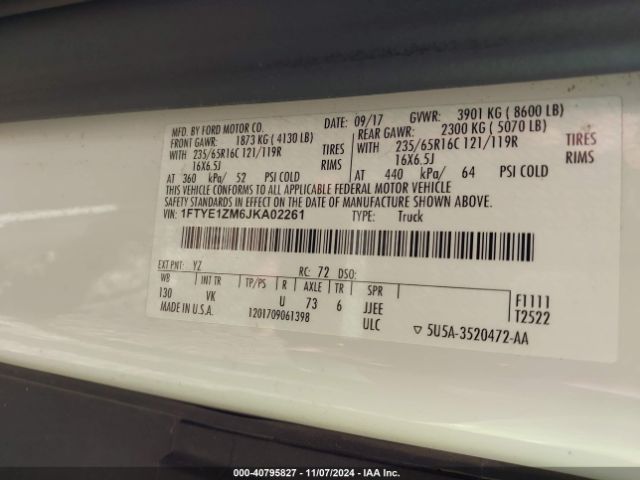 MFD. BY FORD MOTOR CO. DATE: 09/17 GVWR: 3901 KG ( 8600 LB)
FRONT GAWR: 1873 KG ( 4130 LB) REAR GAWR: 2300 KG ( 5070 LB)
WITH 235/65R16C 121/119R TIRES WITH 235/65R16C 121/119R TIRES
16X6.5J RIMS 16X6.5J RIMS
AT 360 kPa/ 52 PSI COLD AT 440 kPa/ 64 PSI COLD
THIS VEHICLE CONFORMS TO ALL APPLICABLE FEDERAL MOTOR VEHICLE
SAFETY STANDARDS IN EFFECT ON THE DATE OF MANUFACTURE SHOWN ABOVE.
VIN: 1FTYE1ZM6JKA02261 TYPE: Truck
EXT PNT: YZ RC: 72 DSO:
WB INT TR TP/PS R AXLE TR SPR
130 VK U 73 6 JJEE F1111
MADE IN U.S.A. 1201709061398 ULC T2522
▽ 5U5A-3520472-AA
000-40795827 - 11/07/2024 - IAA Inc.